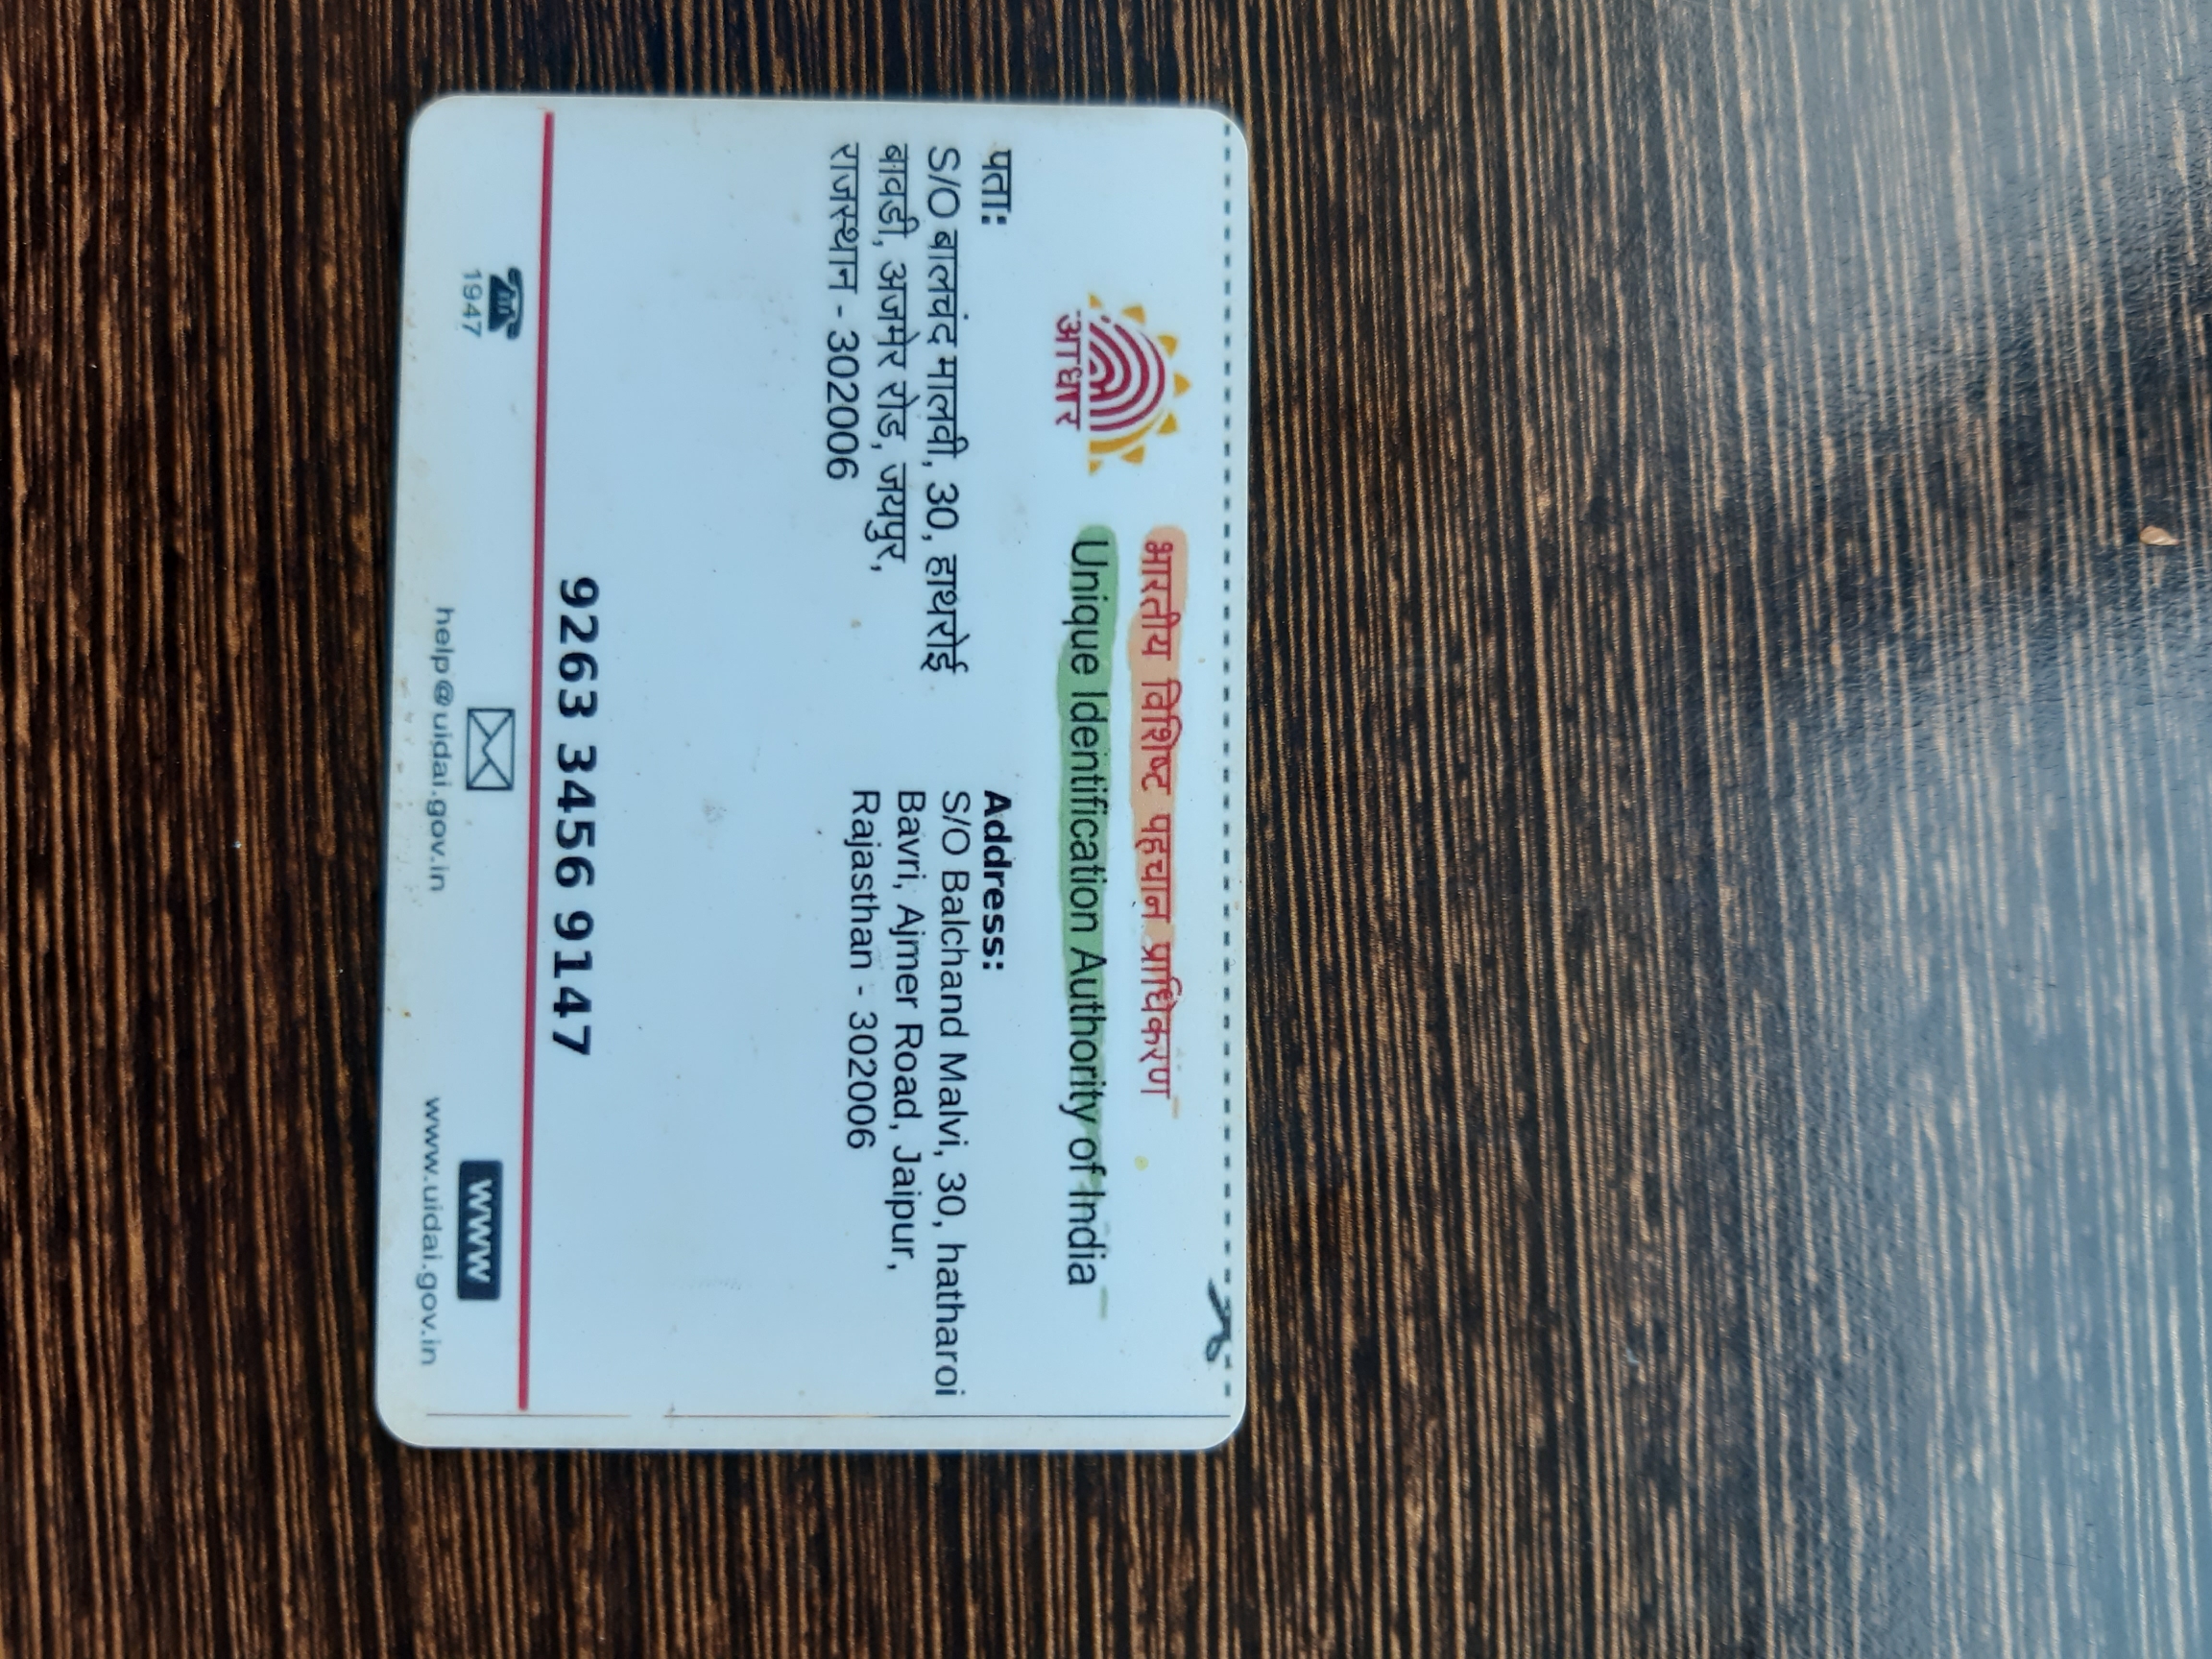 भारतीय विशिष्ट पहचान प्राधिकरण
Unique Identification Authority of India
आधार
पता:
S/O बालचंद मालवी, 30, हाथरोई
बावडी, अजमेर रोड, जयपुर,
राजस्थान - 302006
Address:
S/O Balchand Malvi, 30, hatharoi
Bavri, Ajmer Road, Jaipur,
Rajasthan - 302006
9263 3456 9147
1947
help@uidai.gov.in
www
www.uidai.gov.in